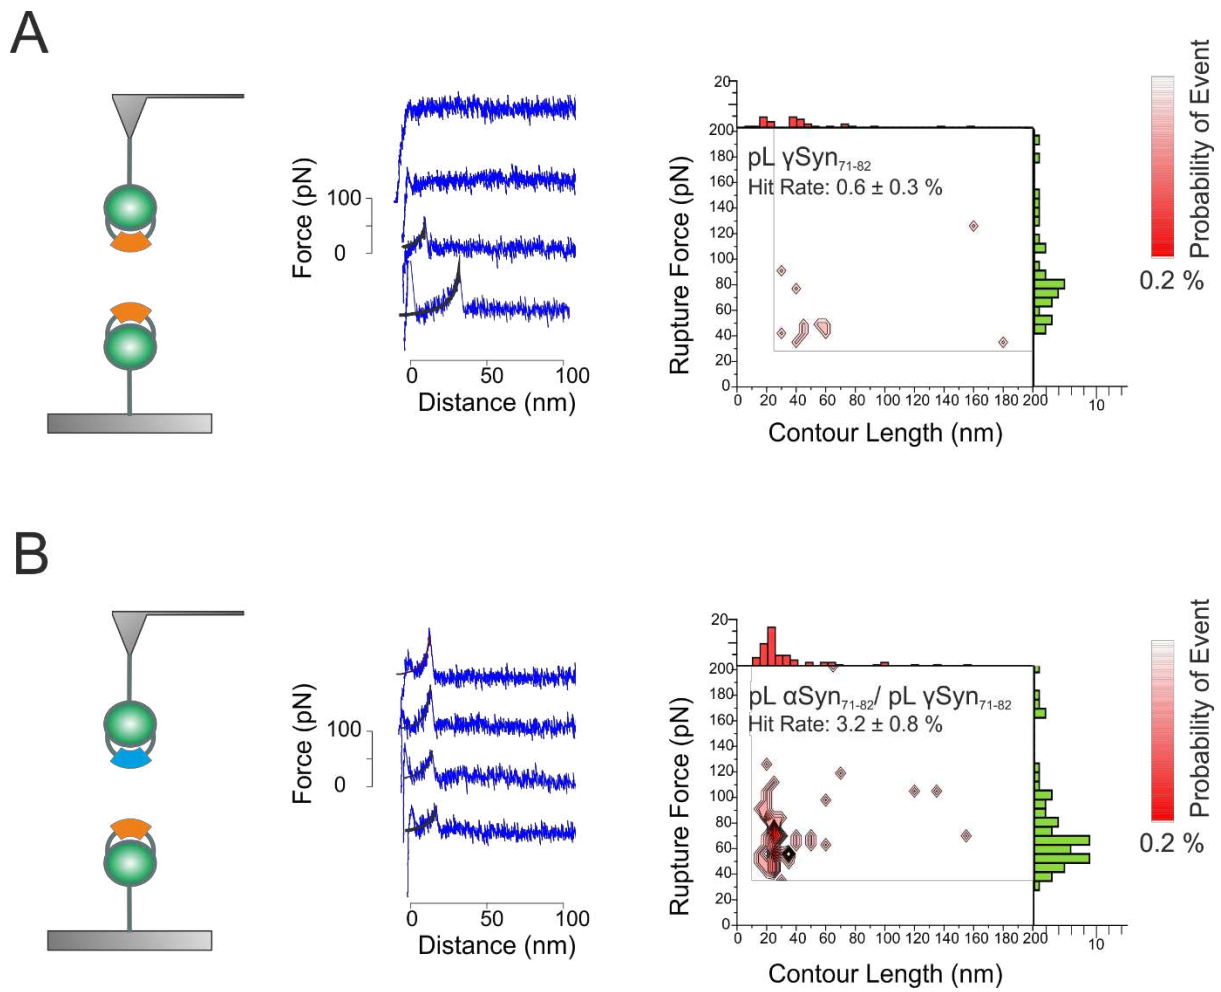 A
Force (pN)
100
0
0 50 100
Distance (nm)
20
0
200
180
160
140
120
100
80
60
40
20
0
Rupture Force (pN)
pL γSyn71-82
Hit Rate: 0.6 ± 0.3 %
0 20 40 60 80 100 120 140 160 180 200 10
Contour Length (nm)
Probability of Event
0.2 %
B
Force (pN)
100
0
0 50 100
Distance (nm)
20
0
200
180
160
140
120
100
80
60
40
20
0
Rupture Force (pN)
pL αSyn71-82/ pL γSyn71-82
Hit Rate: 3.2 ± 0.8 %
0 20 40 60 80 100 120 140 160 180 200 10
Contour Length (nm)
Probability of Event
0.2 %